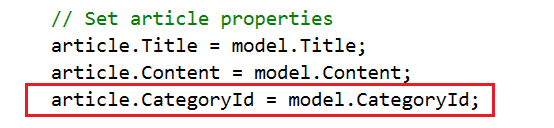 // Set article properties
article.Title = model.Title;
article.Content = model.Content;
article.CategoryId = model.CategoryId;